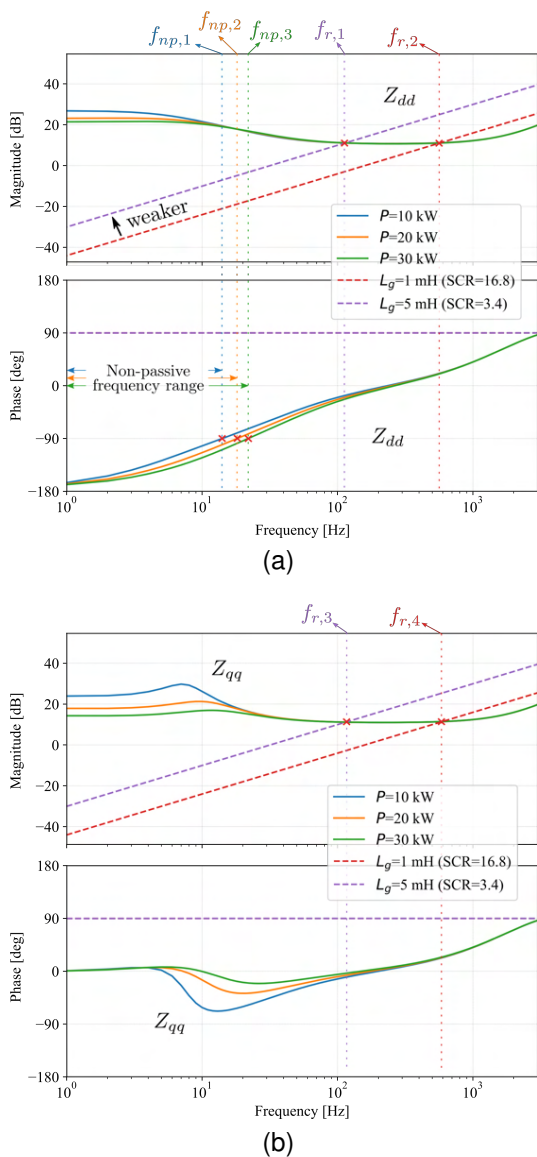 f_{np,1} f_{np,2} f_{np,3} f_{r,1} f_{r,2}
Magnitude [dB]
40
20
0
−20
−40
Z_{dd}
weaker
P=10 kW
P=20 kW
P=30 kW
L_g=1 mH (SCR=16.8)
L_g=5 mH (SCR=3.4)
Phase [deg]
180
90
0
−90
−180
Non-passive
frequency range
Z_{dd}
10^0 10^1 10^2 10^3
Frequency [Hz]
(a)
f_{r,3} f_{r,4}
Magnitude [dB]
40
20
0
−20
−40
Z_{qq}
P=10 kW
P=20 kW
P=30 kW
L_g=1 mH (SCR=16.8)
L_g=5 mH (SCR=3.4)
Phase [deg]
180
90
0
−90
−180
Z_{qq}
10^0 10^1 10^2 10^3
Frequency [Hz]
(b)